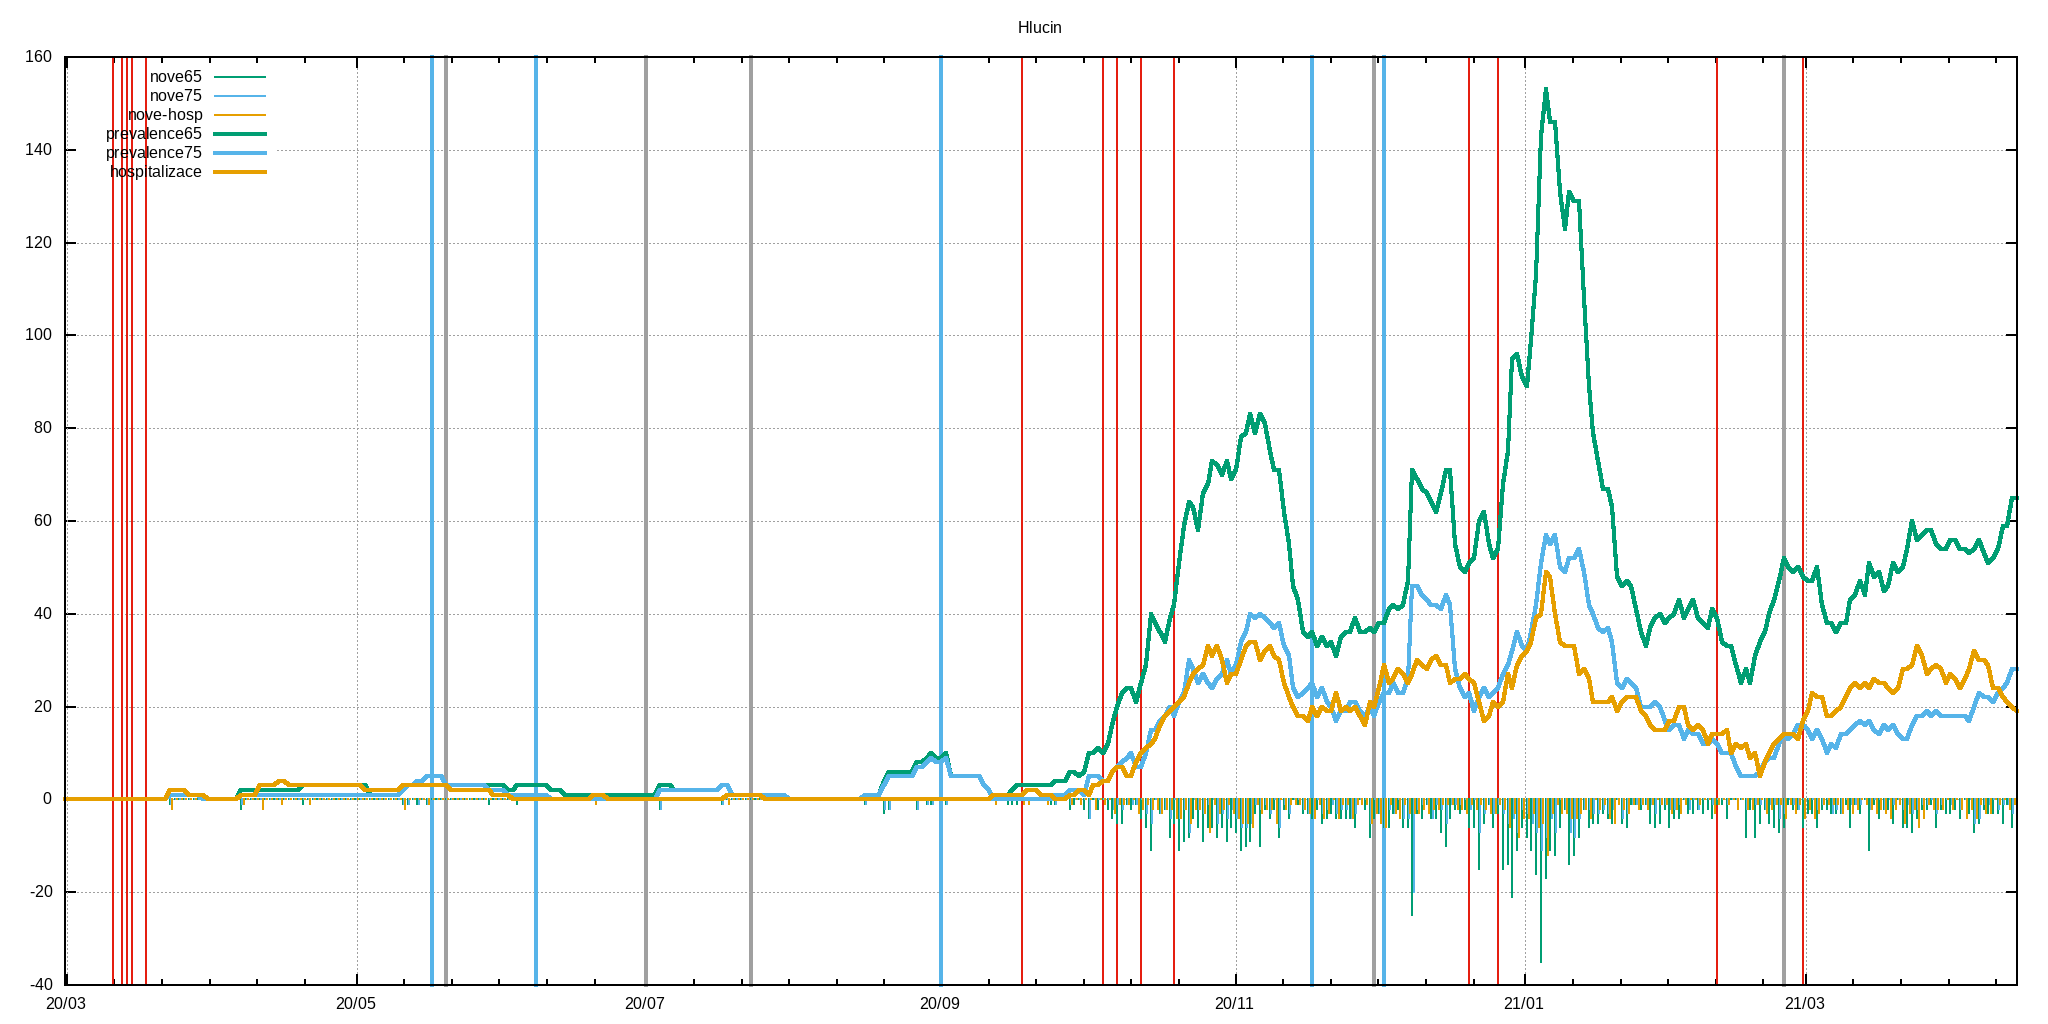 Hlucin
160
140
120
100
80
60
40
20
0
-20
-40
nove65
nove75
nove-hosp
prevalence65
prevalence75
hospitalizace
20/03 20/05 20/07 20/09 20/11 21/01 21/03